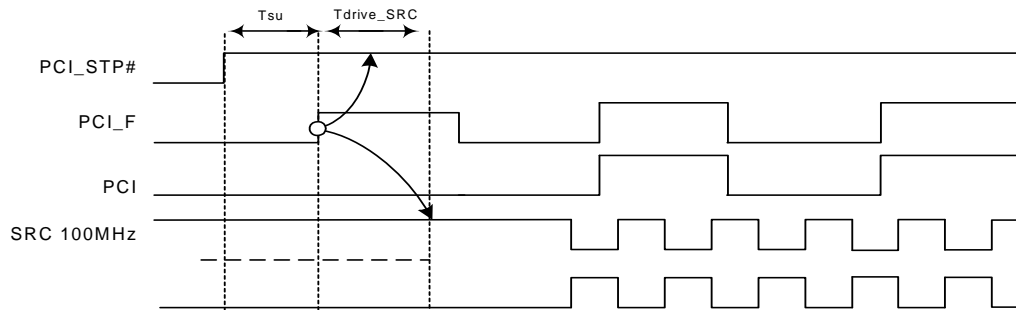 Tsu Tdrive_SRC
PCI_STP#
PCI_F
PCI
SRC 100MHz